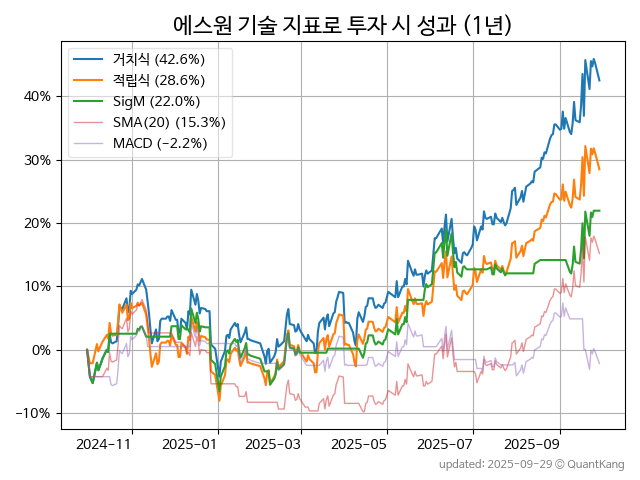 에스원 기술 지표로 투자 시 성과 (1년)
거치식 (42.6%)
적립식 (28.6%)
SigM (22.0%)
SMA(20) (15.3%)
MACD (-2.2%)
40%
30%
20%
10%
0%
-10%
2024-11 2025-01 2025-03 2025-05 2025-07 2025-09
updated: 2025-09-29 © QuantKang